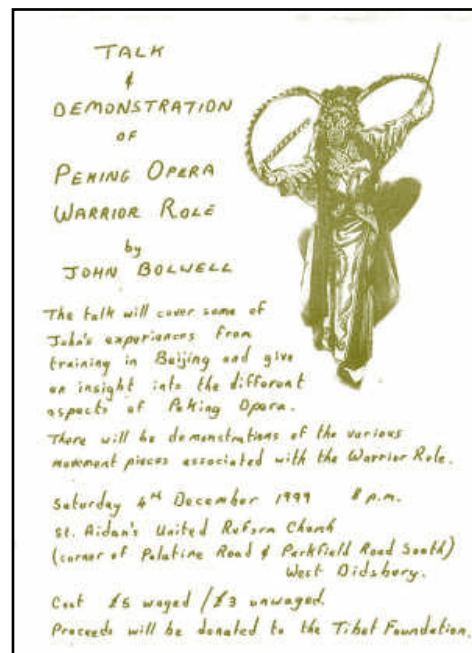 TALK
&
DEMONSTRATION
OF
PEKING OPERA
WARRIOR ROLE
by
JOHN BOLWELL
The talk will cover some of
John's experiences from
training in Beijing and give
an insight into the different
aspects of Peking Opera.
There will be demonstrations of the various
movement pieces associated with the Warrior Role.
Saturday 4th December 1999 8 p.m.
St. Aidan's United Reform Church
(corner of Palatine Road & Parkfield Road South)
West Didsbury.
Cost £5 waged / £3 unwaged.
Proceeds will be donated to the Tibet Foundation.